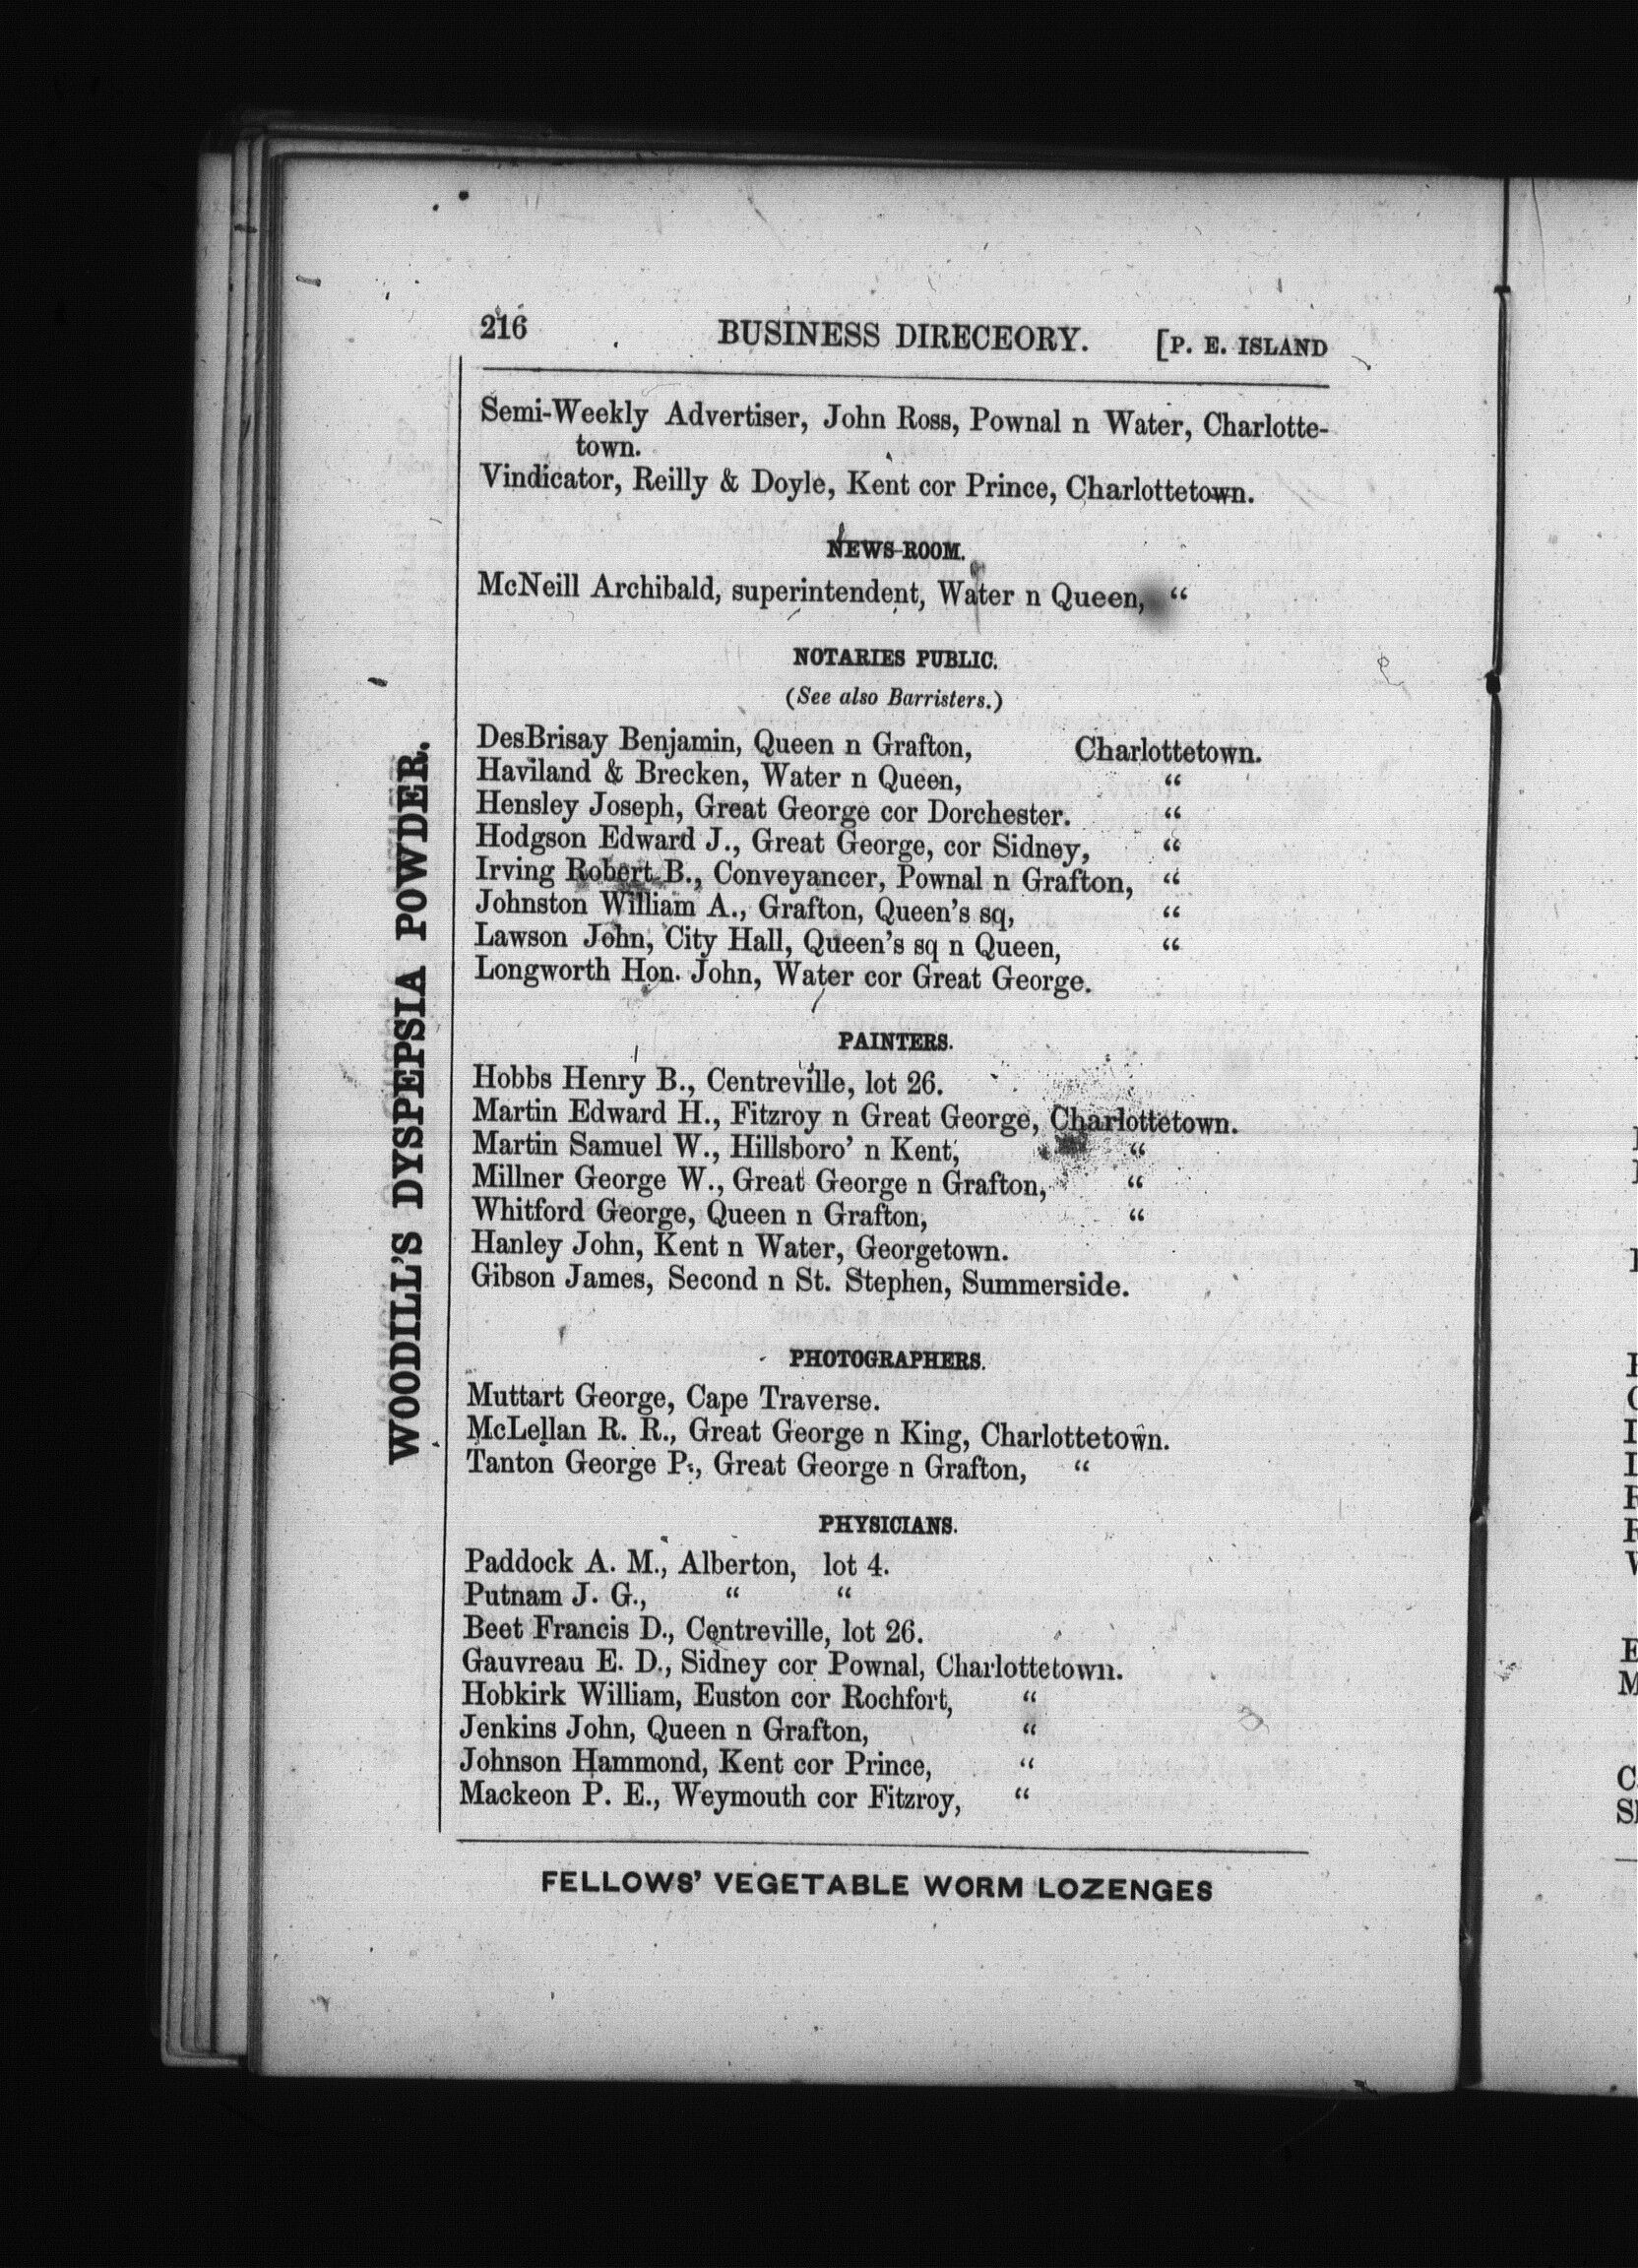 216 BUSINESS DIRECEORY. [P. E. ISLAND
Semi-Weekly Advertiser, John Ross, Pownal n Water, Charlotte-
town.
Vindicator, Reilly & Doyle, Kent cor Prince, Charlottetown.
NEWS-ROOM.
McNeill Archibald, superintendent, Water n Queen, “
NOTARIES PUBLIC.
(See also Barristers.)
DesBrisay Benjamin, Queen n Grafton, Charlottetown.
Haviland & Brecken, Water n Queen, “
Hensley Joseph, Great George cor Dorchester. “
Hodgson Edward J., Great George, cor Sidney, “
Irving Robert B., Conveyancer, Pownal n Grafton, “
Johnston William A., Grafton, Queen's sq, “
Lawson John, City Hall, Queen's sq n Queen, “
Longworth Hon. John, Water cor Great George.
PAINTERS.
Hobbs Henry B., Centreville, lot 26.
Martin Edward H., Fitzroy n Great George, Charlottetown.
Martin Samuel W., Hillsboro' n Kent, “
Millner George W., Great George n Grafton, “
Whitford George, Queen n Grafton, “
Hanley John, Kent n Water, Georgetown.
Gibson James, Second n St. Stephen, Summerside.
PHOTOGRAPHERS.
Muttart George, Cape Traverse.
McLellan R. R., Great George n King, Charlottetown.
Tanton George P., Great George n Grafton, “
PHYSICIANS.
Paddock A. M., Alberton, lot 4.
Putnam J. G., “ “
Beet Francis D., Centreville, lot 26.
Gauvreau E. D., Sidney cor Pownal, Charlottetown.
Hobkirk William, Euston cor Rochfort, “
Jenkins John, Queen n Grafton, “
Johnson Hammond, Kent cor Prince, “
Mackeon P. E., Weymouth cor Fitzroy, “
FELLOWS' VEGETABLE WORM LOZENGES
WOODILL'S DYSPEPSIA POWDER.